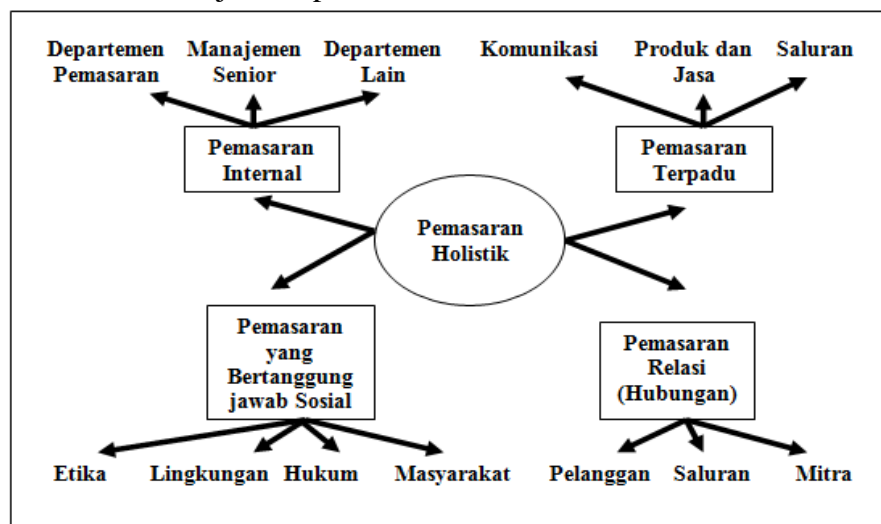 Departemen
Pemasaran
Manajemen
Senior
Departemen
Lain
Komunikasi
Produk dan
Jasa
Saluran
Pemasaran
Internal
Pemasaran
Terpadu
Pemasaran
Holistik
Pemasaran
yang
Bertanggung
jawab Sosial
Pemasaran
Relasi
(Hubungan)
Etika
Lingkungan
Hukum
Masyarakat
Pelanggan
Saluran
Mitra